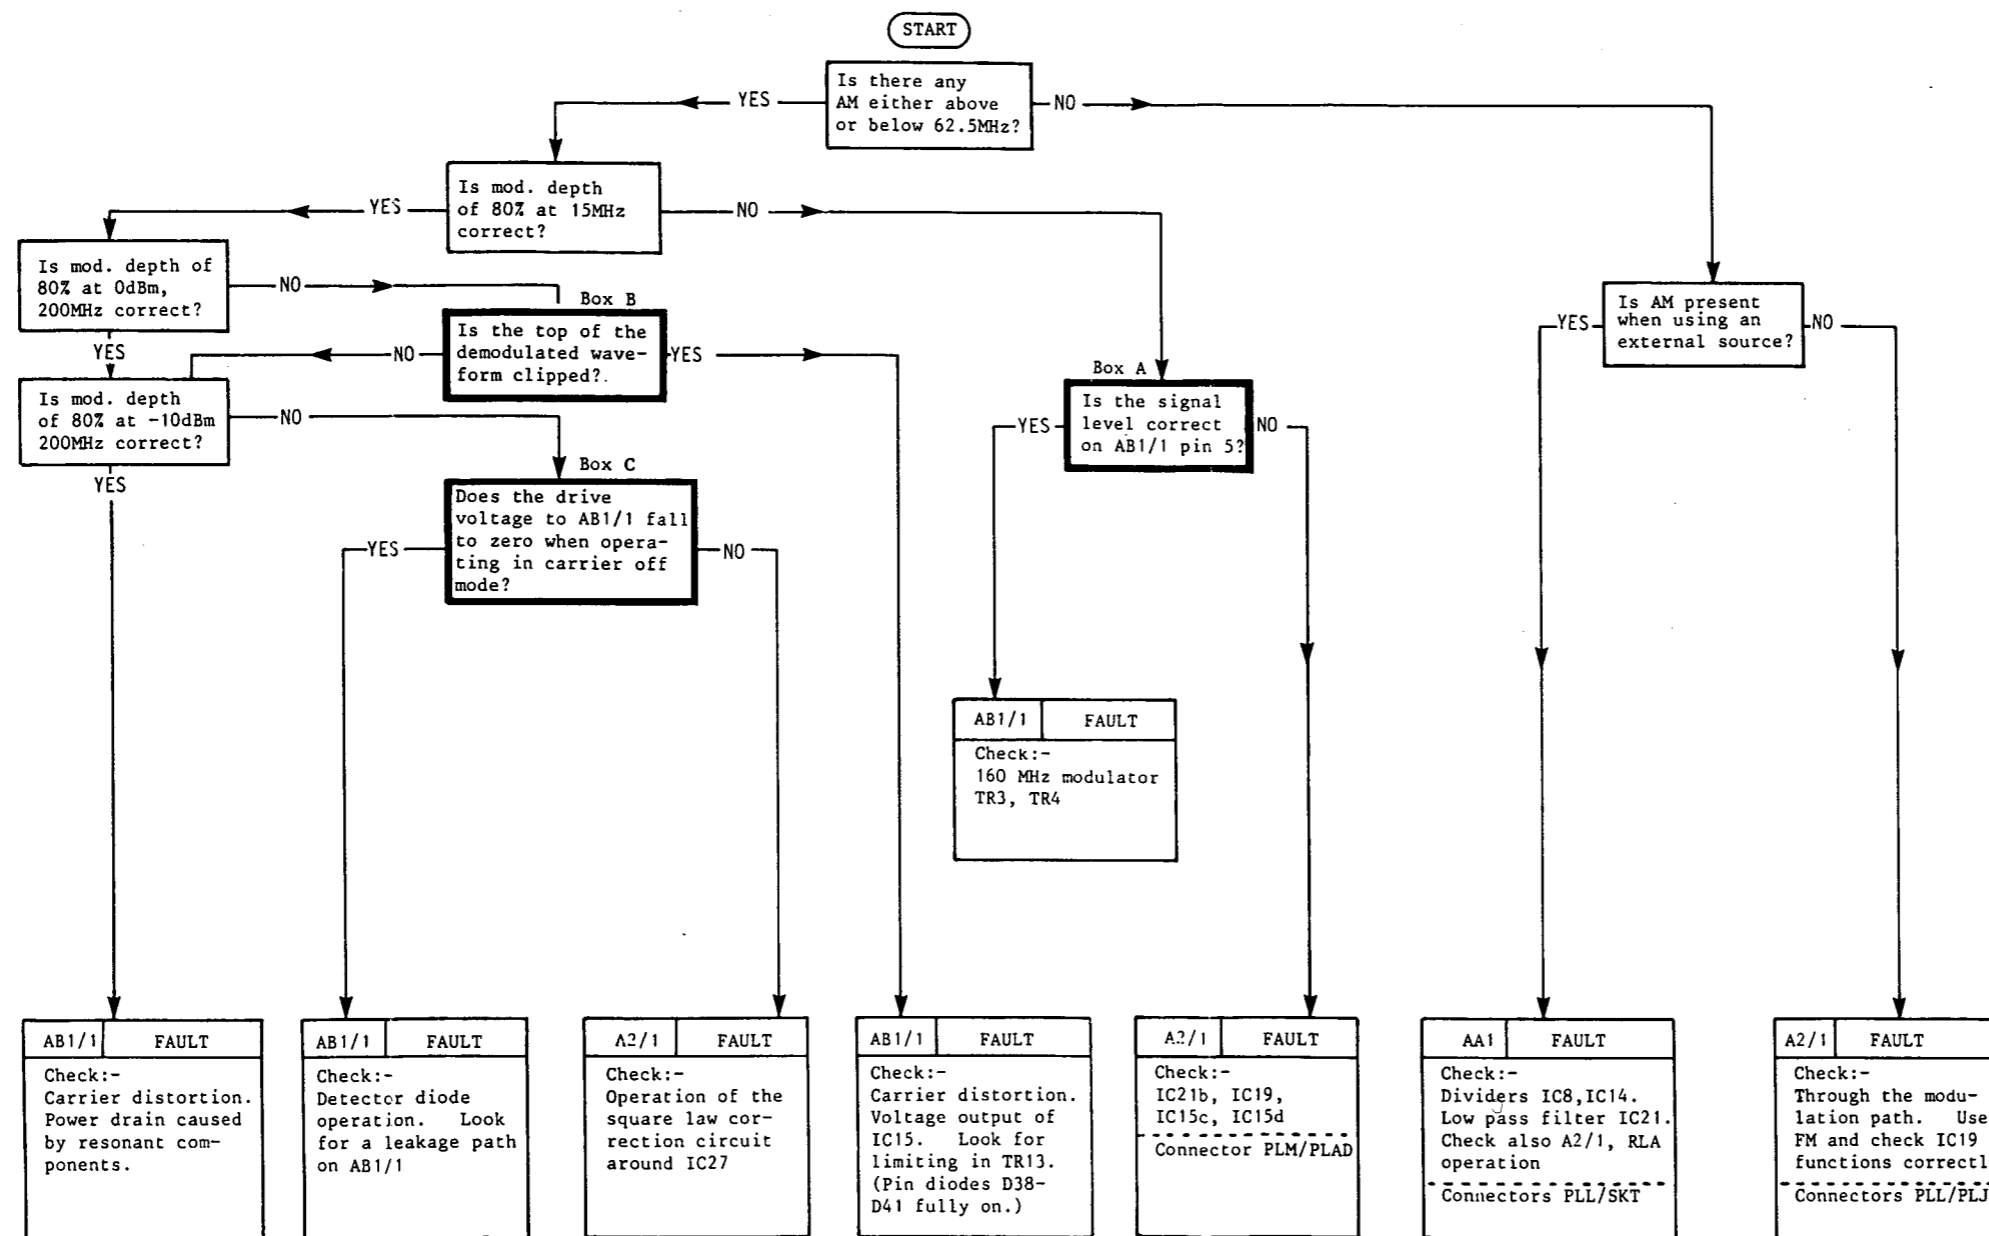 START
Is there any
AM either above
or below 62.5MHz?
YES
NO
Is mod. depth
of 80% at 15MHz
correct?
YES
NO
Is mod. depth of
80% at 0dBm,
200MHz correct?
NO
YES
Box B
Is the top of the
demodulated wave-
form clipped?.
NO
YES
Is AM present
when using an
external source?
YES
NO
Box A
Is the signal
level correct
on AB1/1 pin 5?
YES
NO
Is mod. depth
of 80% at -10dBm
200MHz correct?
NO
YES
Box C
Does the drive
voltage to AB1/1 fall
to zero when opera-
ting in carrier off
mode?
YES
NO
AB1/1 FAULT
Check:-
160 MHz modulator
TR3, TR4
AB1/1 FAULT
Check:-
Carrier distortion.
Power drain caused
by resonant com-
ponents.
AB1/1 FAULT
Check:-
Detector diode
operation. Look
for a leakage path
on AB1/1
A2/1 FAULT
Check:-
Operation of the
square law cor-
rection circuit
around IC27
AB1/1 FAULT
Check:-
Carrier distortion.
Voltage output of
IC15. Look for
limiting in TR13.
(Pin diodes D38-
D41 fully on.)
A2/1 FAULT
Check:-
IC21b, IC19,
IC15c, IC15d
Connector PLM/PLAD
AA1 FAULT
Check:-
Dividers IC8,IC14.
Low pass filter IC21.
Check also A2/1, RLA
operation
Connectors PLL/SKT
A2/1 FAULT
Check:-
Through the modu-
lation path. Use
FM and check IC19
functions correctl
Connectors PLL/PLJ